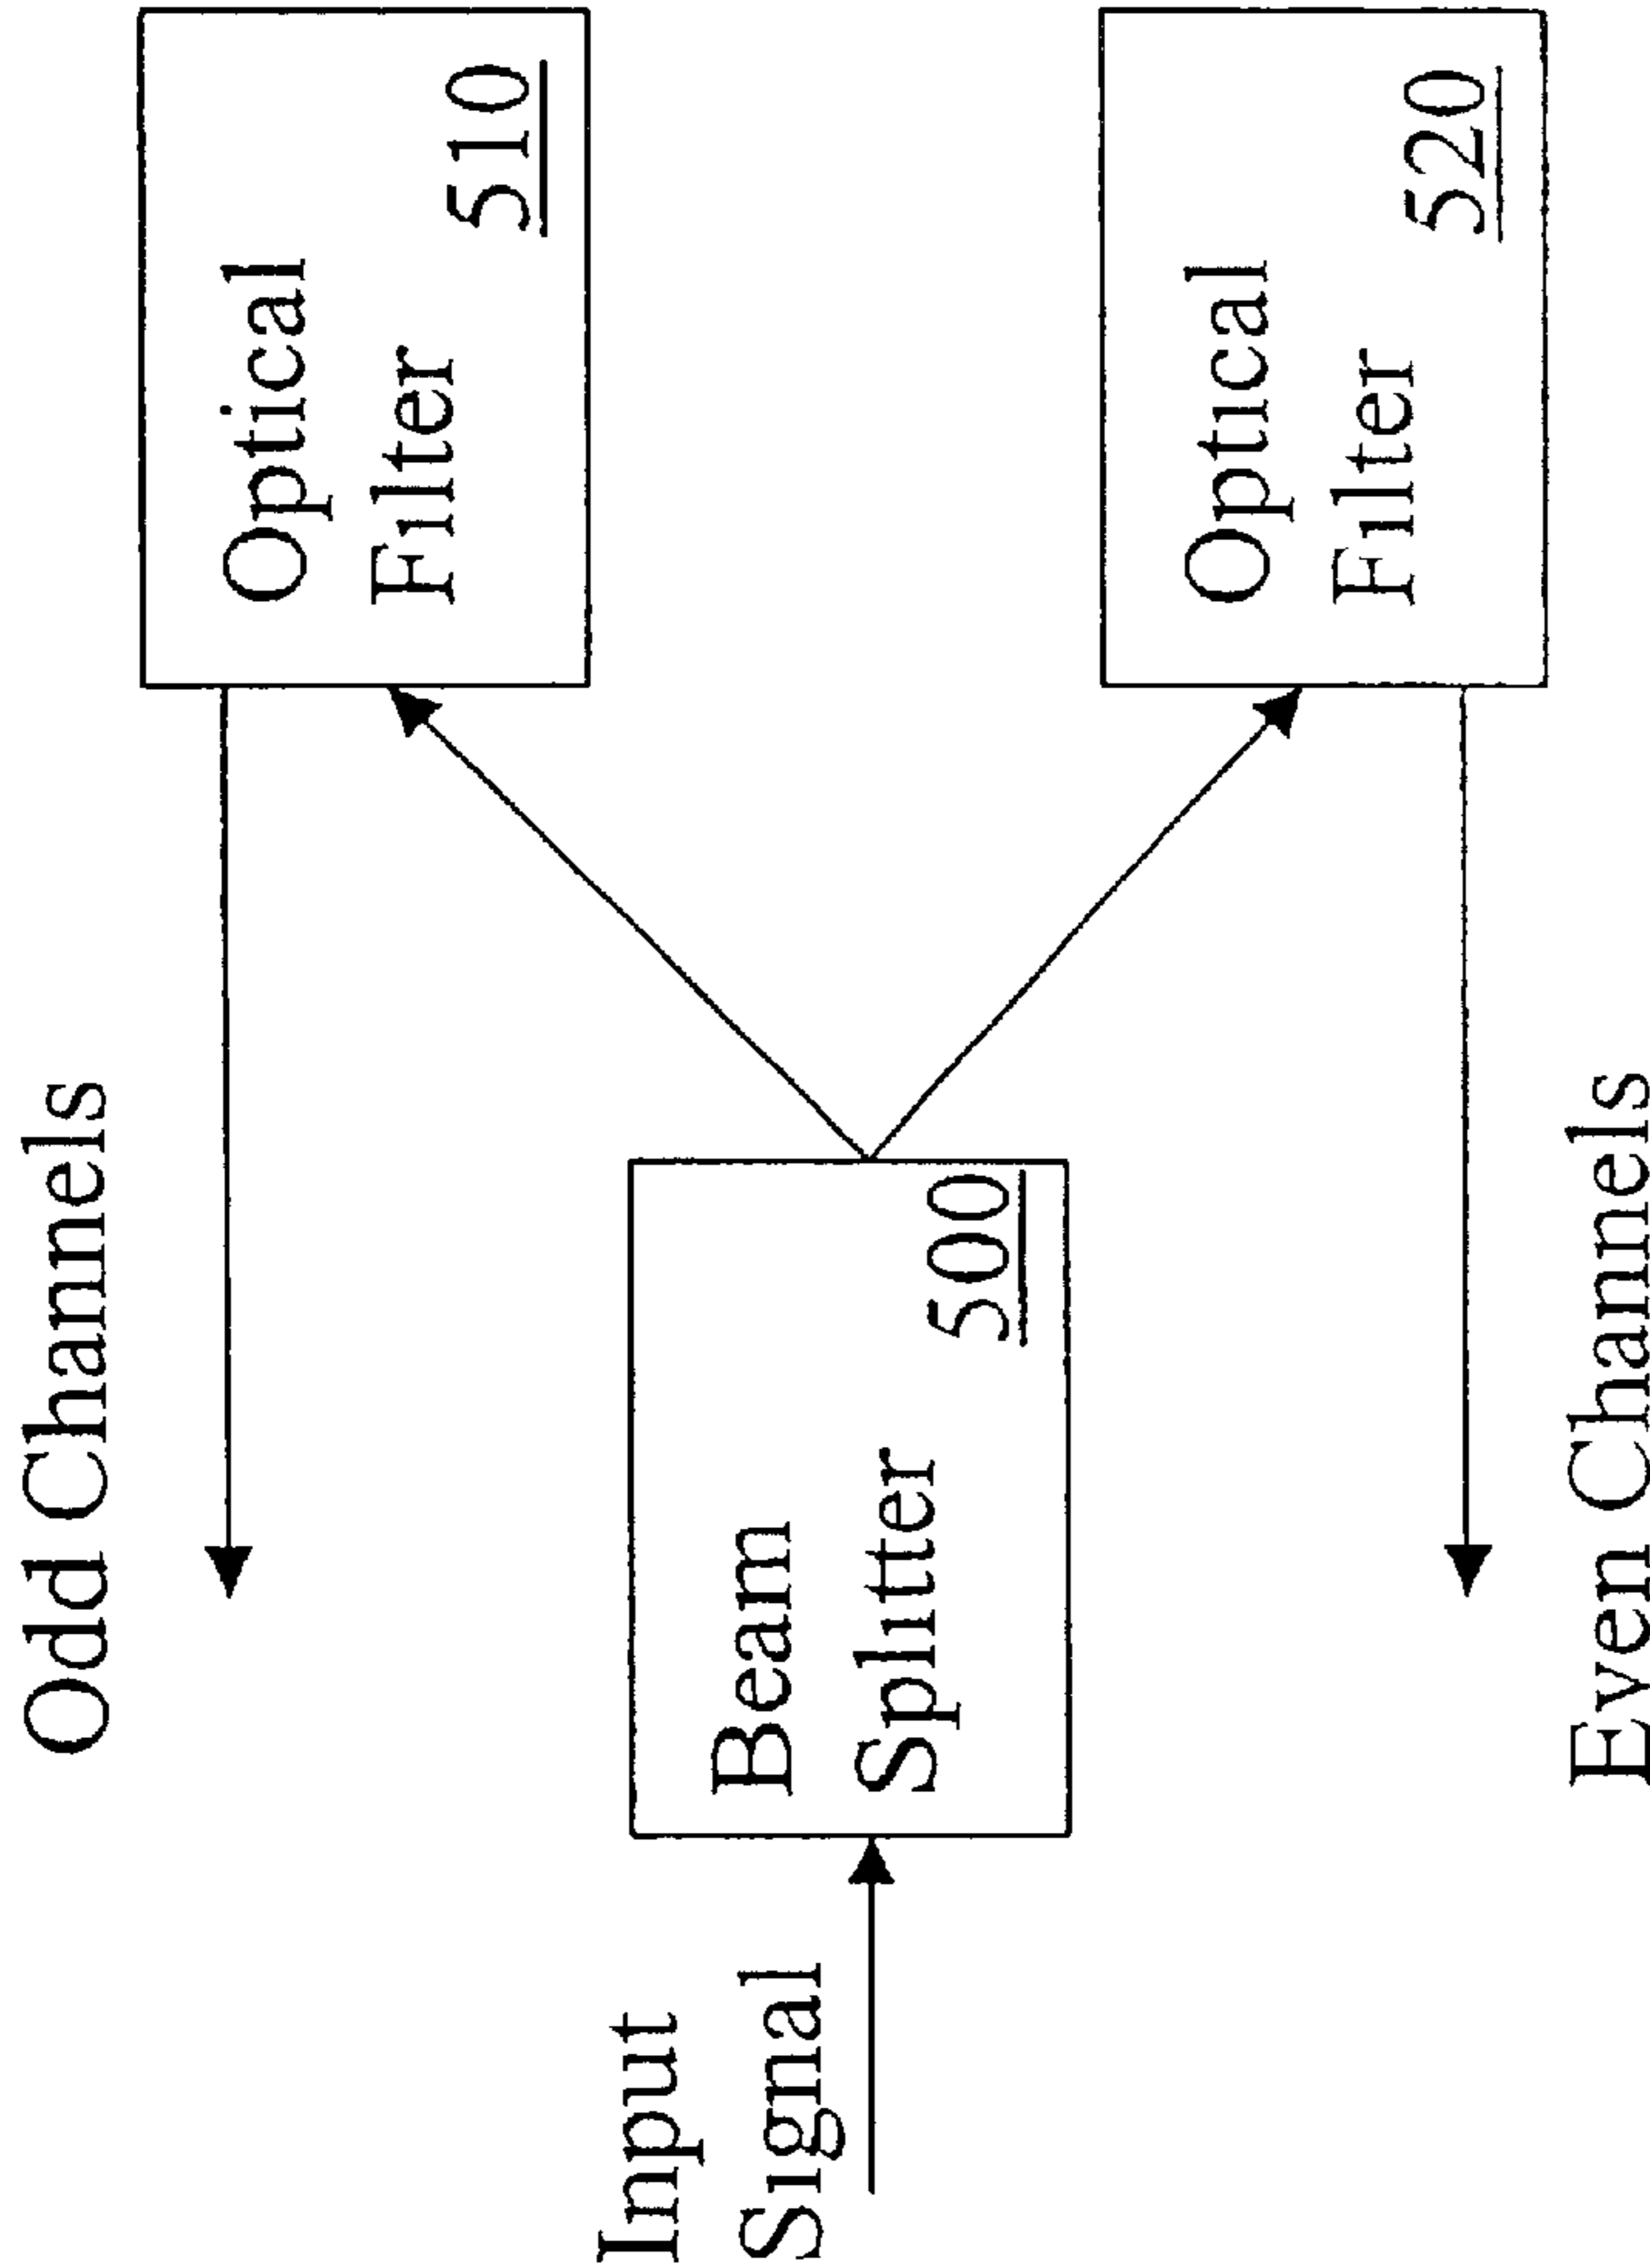 Odd Channels
Optical
Filter
510
Input
Signal
Beam
Splitter
500
Optical
Filter
520
Even Channels